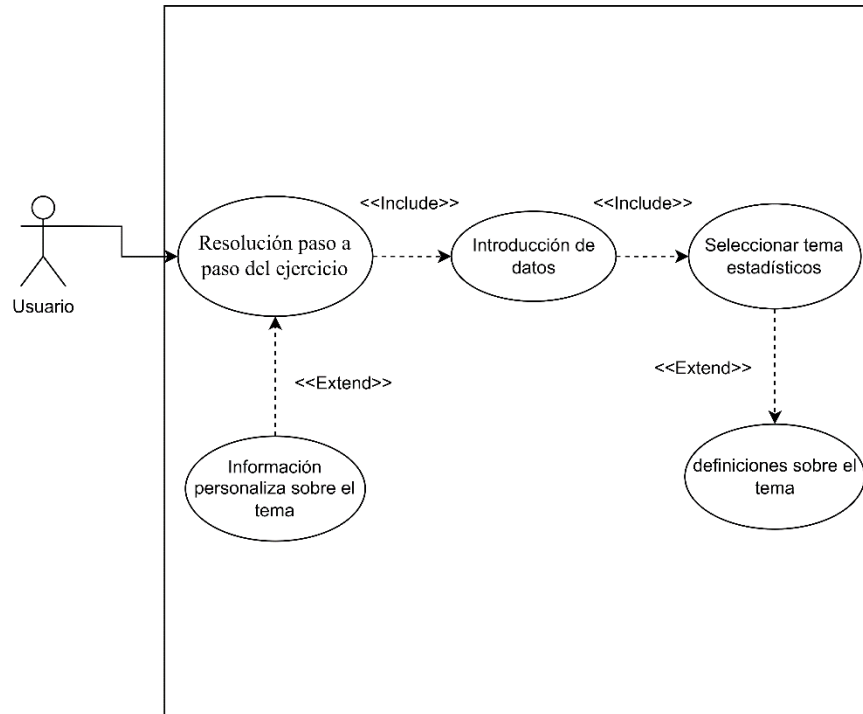 <<Include>>
<<Include>>
Resolución paso a
paso del ejercicio
Introducción de
datos
Seleccionar tema
estadísticos
Usuario
<<Extend>>
<<Extend>>
Información
personaliza sobre el
tema
definiciones sobre el
tema